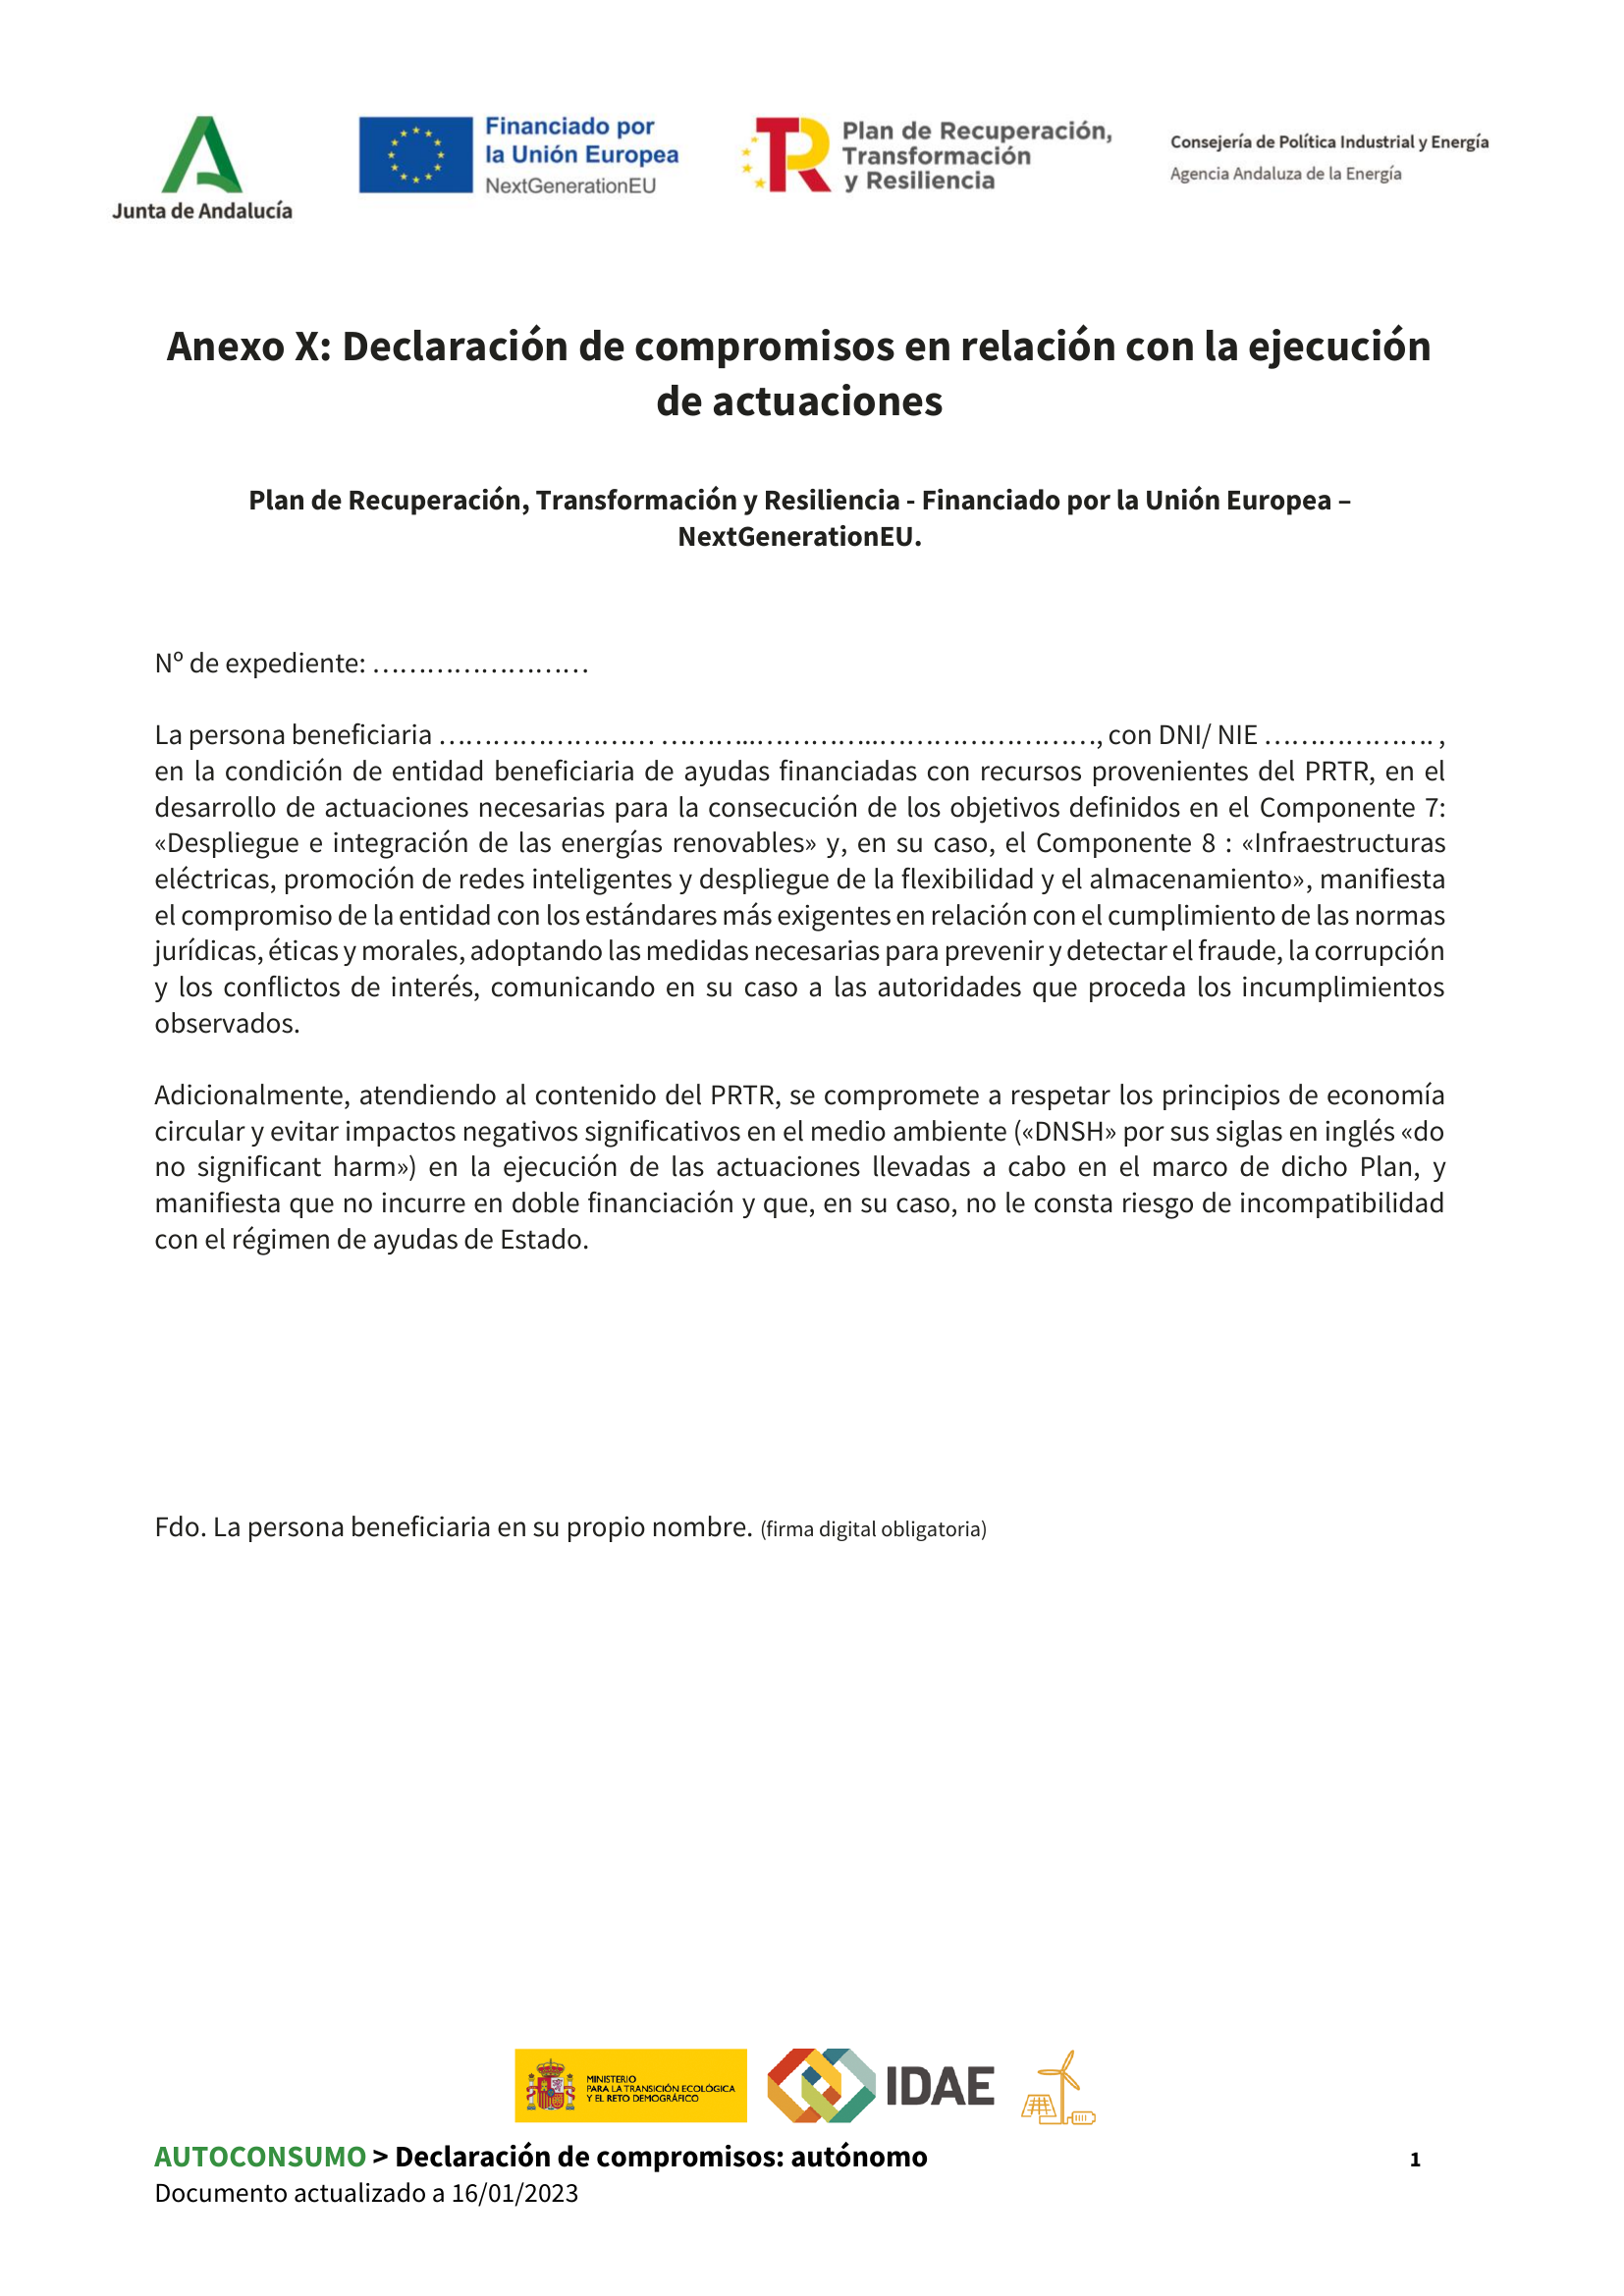 Junta de Andalucía
Financiado por
la Unión Europea
NextGenerationEU
Plan de Recuperación,
Transformación
y Resiliencia
Consejería de Política Industrial y Energía
Agencia Andaluza de la Energía
Anexo X: Declaración de compromisos en relación con la ejecución
de actuaciones
Plan de Recuperación, Transformación y Resiliencia - Financiado por la Unión Europea –
NextGenerationEU.
Nº de expediente: ……………………
La persona beneficiaria …………………… ………..…………..……………………, con DNI/ NIE ………………. ,
en la condición de entidad beneficiaria de ayudas financiadas con recursos provenientes del PRTR, en el
desarrollo de actuaciones necesarias para la consecución de los objetivos definidos en el Componente 7:
«Despliegue e integración de las energías renovables» y, en su caso, el Componente 8 : «Infraestructuras
eléctricas, promoción de redes inteligentes y despliegue de la flexibilidad y el almacenamiento», manifiesta
el compromiso de la entidad con los estándares más exigentes en relación con el cumplimiento de las normas
jurídicas, éticas y morales, adoptando las medidas necesarias para prevenir y detectar el fraude, la corrupción
y los conflictos de interés, comunicando en su caso a las autoridades que proceda los incumplimientos
observados.
Adicionalmente, atendiendo al contenido del PRTR, se compromete a respetar los principios de economía
circular y evitar impactos negativos significativos en el medio ambiente («DNSH» por sus siglas en inglés «do
no significant harm») en la ejecución de las actuaciones llevadas a cabo en el marco de dicho Plan, y
manifiesta que no incurre en doble financiación y que, en su caso, no le consta riesgo de incompatibilidad
con el régimen de ayudas de Estado.
Fdo. La persona beneficiaria en su propio nombre. (firma digital obligatoria)
MINISTERIO
PARA LA TRANSICIÓN ECOLÓGICA
Y EL RETO DEMOGRÁFICO
IDAE
AUTOCONSUMO > Declaración de compromisos: autónomo 1
Documento actualizado a 16/01/2023